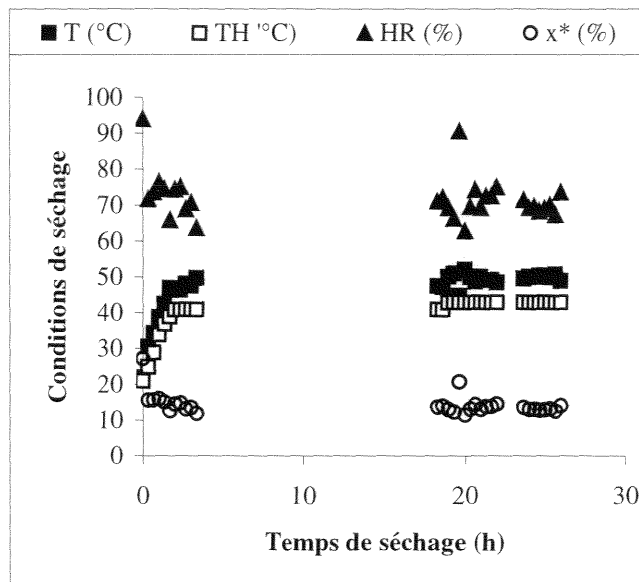 ■ T (°C) □ TH '°C) ▲ HR (%) ○ x* (%)
100
90
80
70
60
50
40
30
20
10
0
Conditions de séchage
0 10 20 30
Temps de séchage (h)